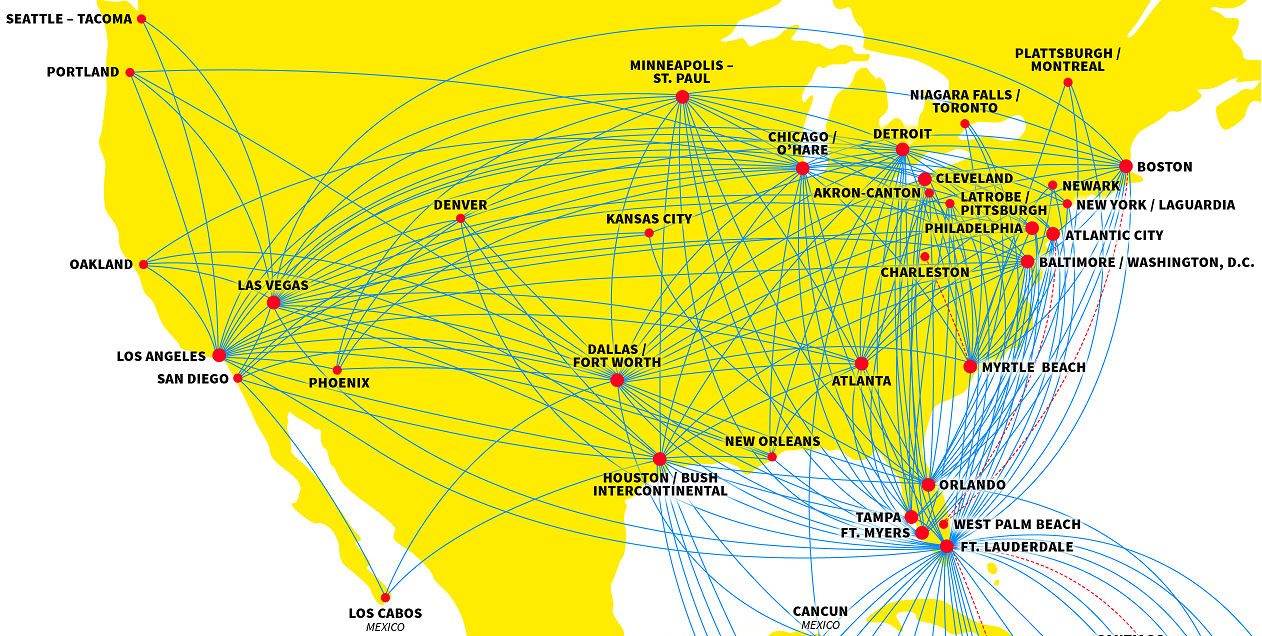 SEATTLE – TACOMA
PORTLAND
MINNEAPOLIS –
ST. PAUL
PLATTSBURGH /
MONTREAL
NIAGARA FALLS /
TORONTO
CHICAGO /
O'HARE
DETROIT
BOSTON
CLEVELAND
NEWARK
AKRON-CANTON
LATROBE /
PITTSBURGH
NEW YORK / LAGUARDIA
DENVER
KANSAS CITY
PHILADELPHIA
ATLANTIC CITY
OAKLAND
CHARLESTON
BALTIMORE / WASHINGTON, D.C.
LAS VEGAS
LOS ANGELES
SAN DIEGO
PHOENIX
DALLAS /
FORT WORTH
ATLANTA
MYRTLE BEACH
NEW ORLEANS
HOUSTON / BUSH
INTERCONTINENTAL
ORLANDO
TAMPA
WEST PALM BEACH
FT. MYERS
FT. LAUDERDALE
LOS CABOS
MEXICO
CANCUN
MEXICO